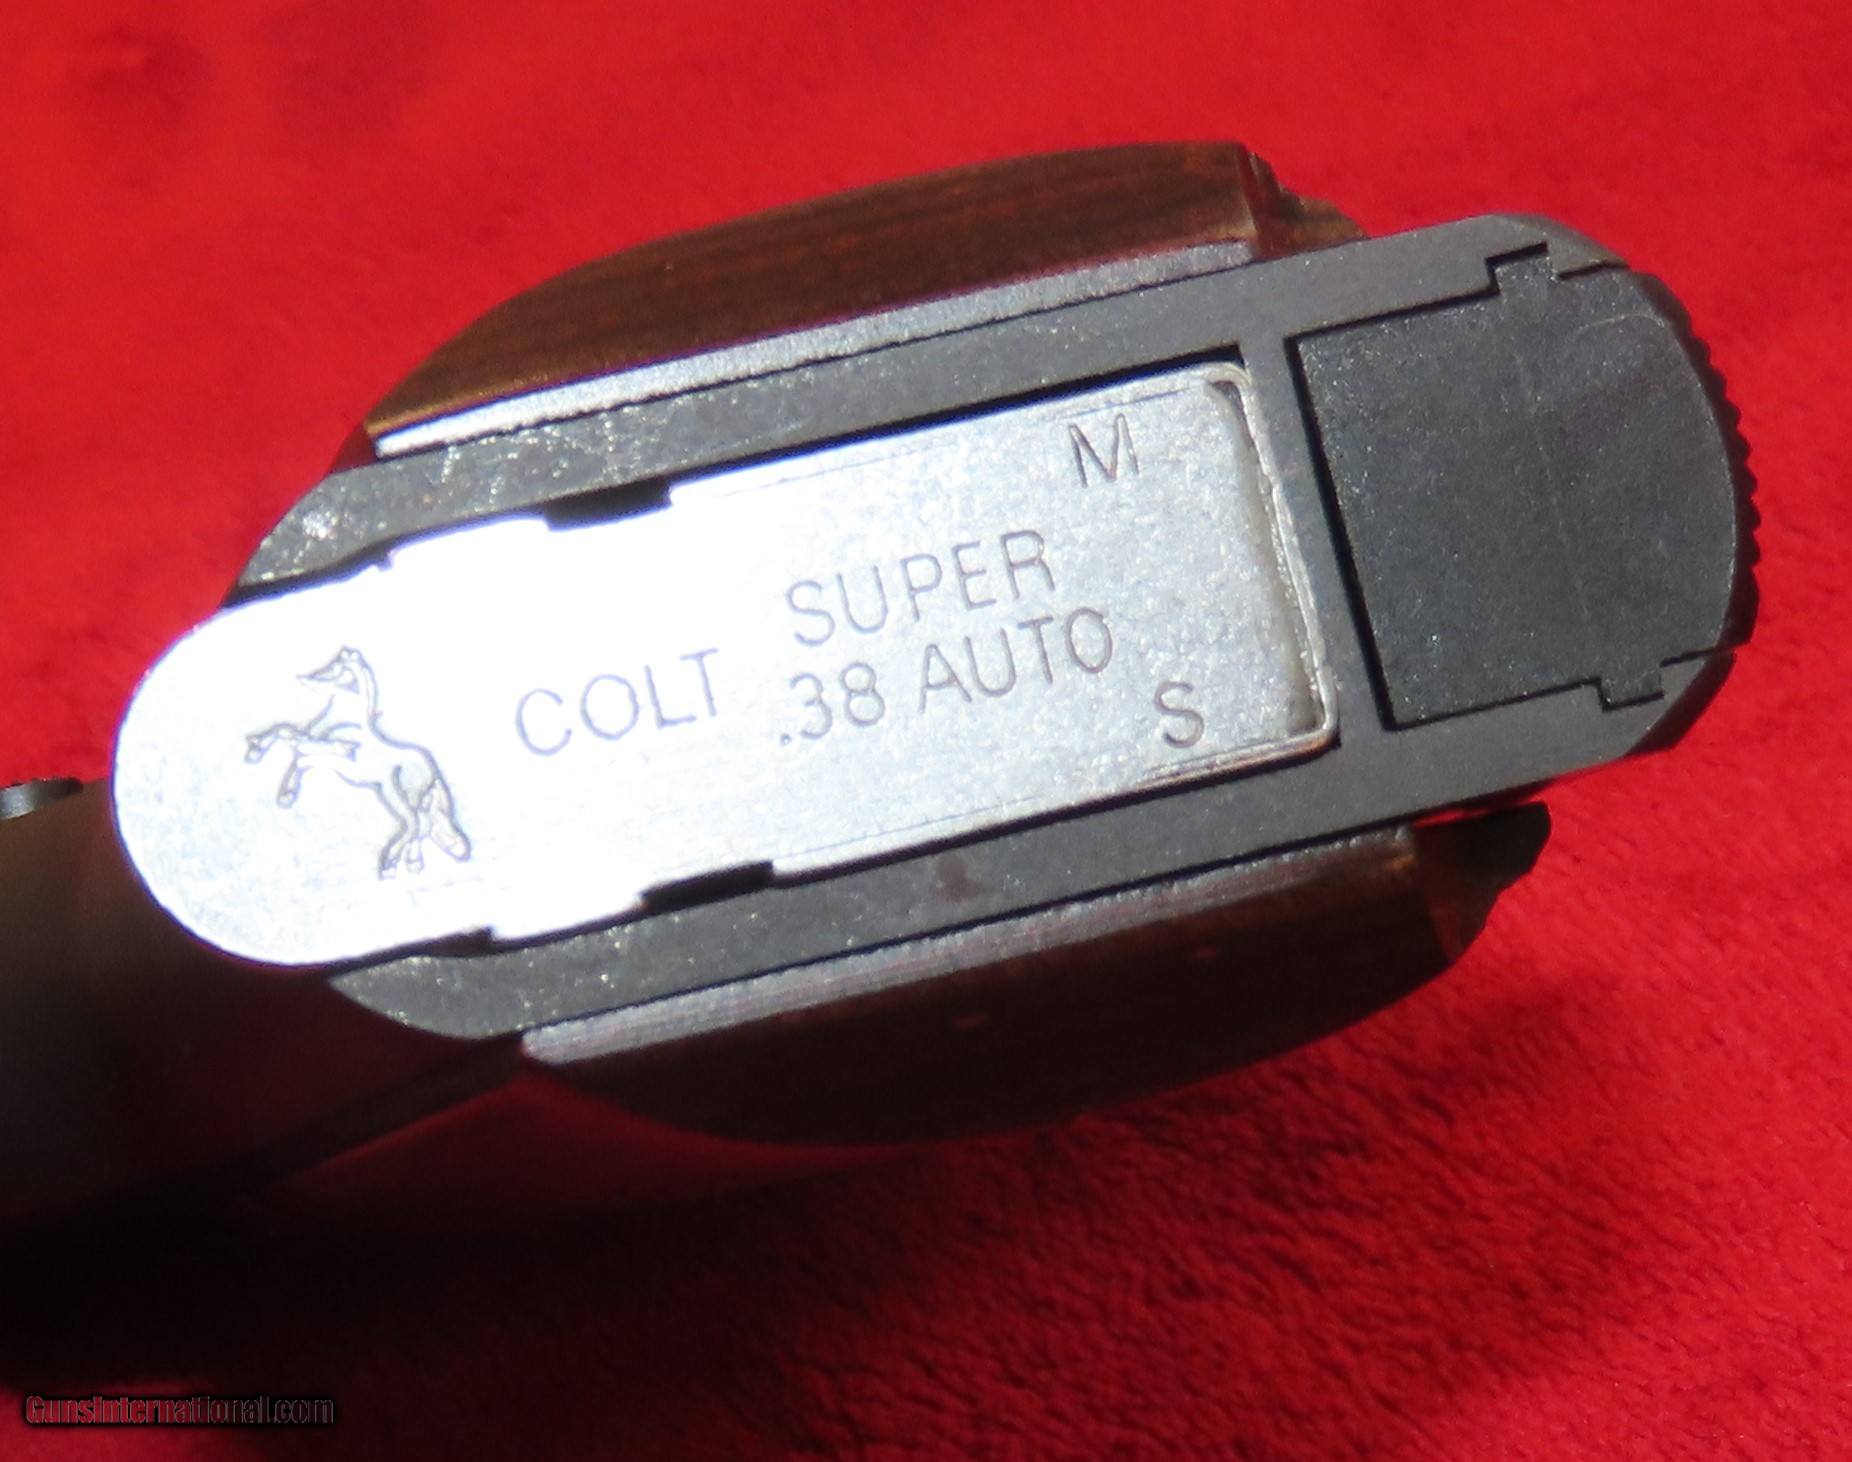 M
SUPER
COLT .38 AUTO
S
GunsInternational.com